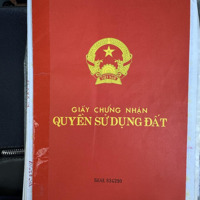 GIẤY CHỨNG NHẬN
QUYỀN SỬ DỤNG ĐẤT